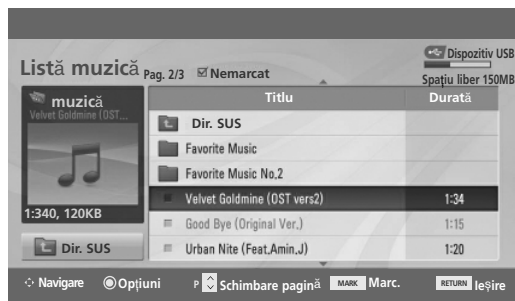 Dispozitiv USB
Listă muzică Pag. 2/3 Nemarcat
Spaţiu liber 150MB
muzică
Velvet Goldmine (OST...
1:340, 120KB
Dir. SUS
Titlu Durată
Dir. SUS
Favorite Music
Favorite Music No.2
Velvet Goldmine (OST vers2) 1:34
Good Bye (Original Ver.) 1:15
Urban Nite (Feat.Amin.J) 1:20
Navigare Opţiuni P Schimbare pagină MARK Marc. RETURN Ieşire